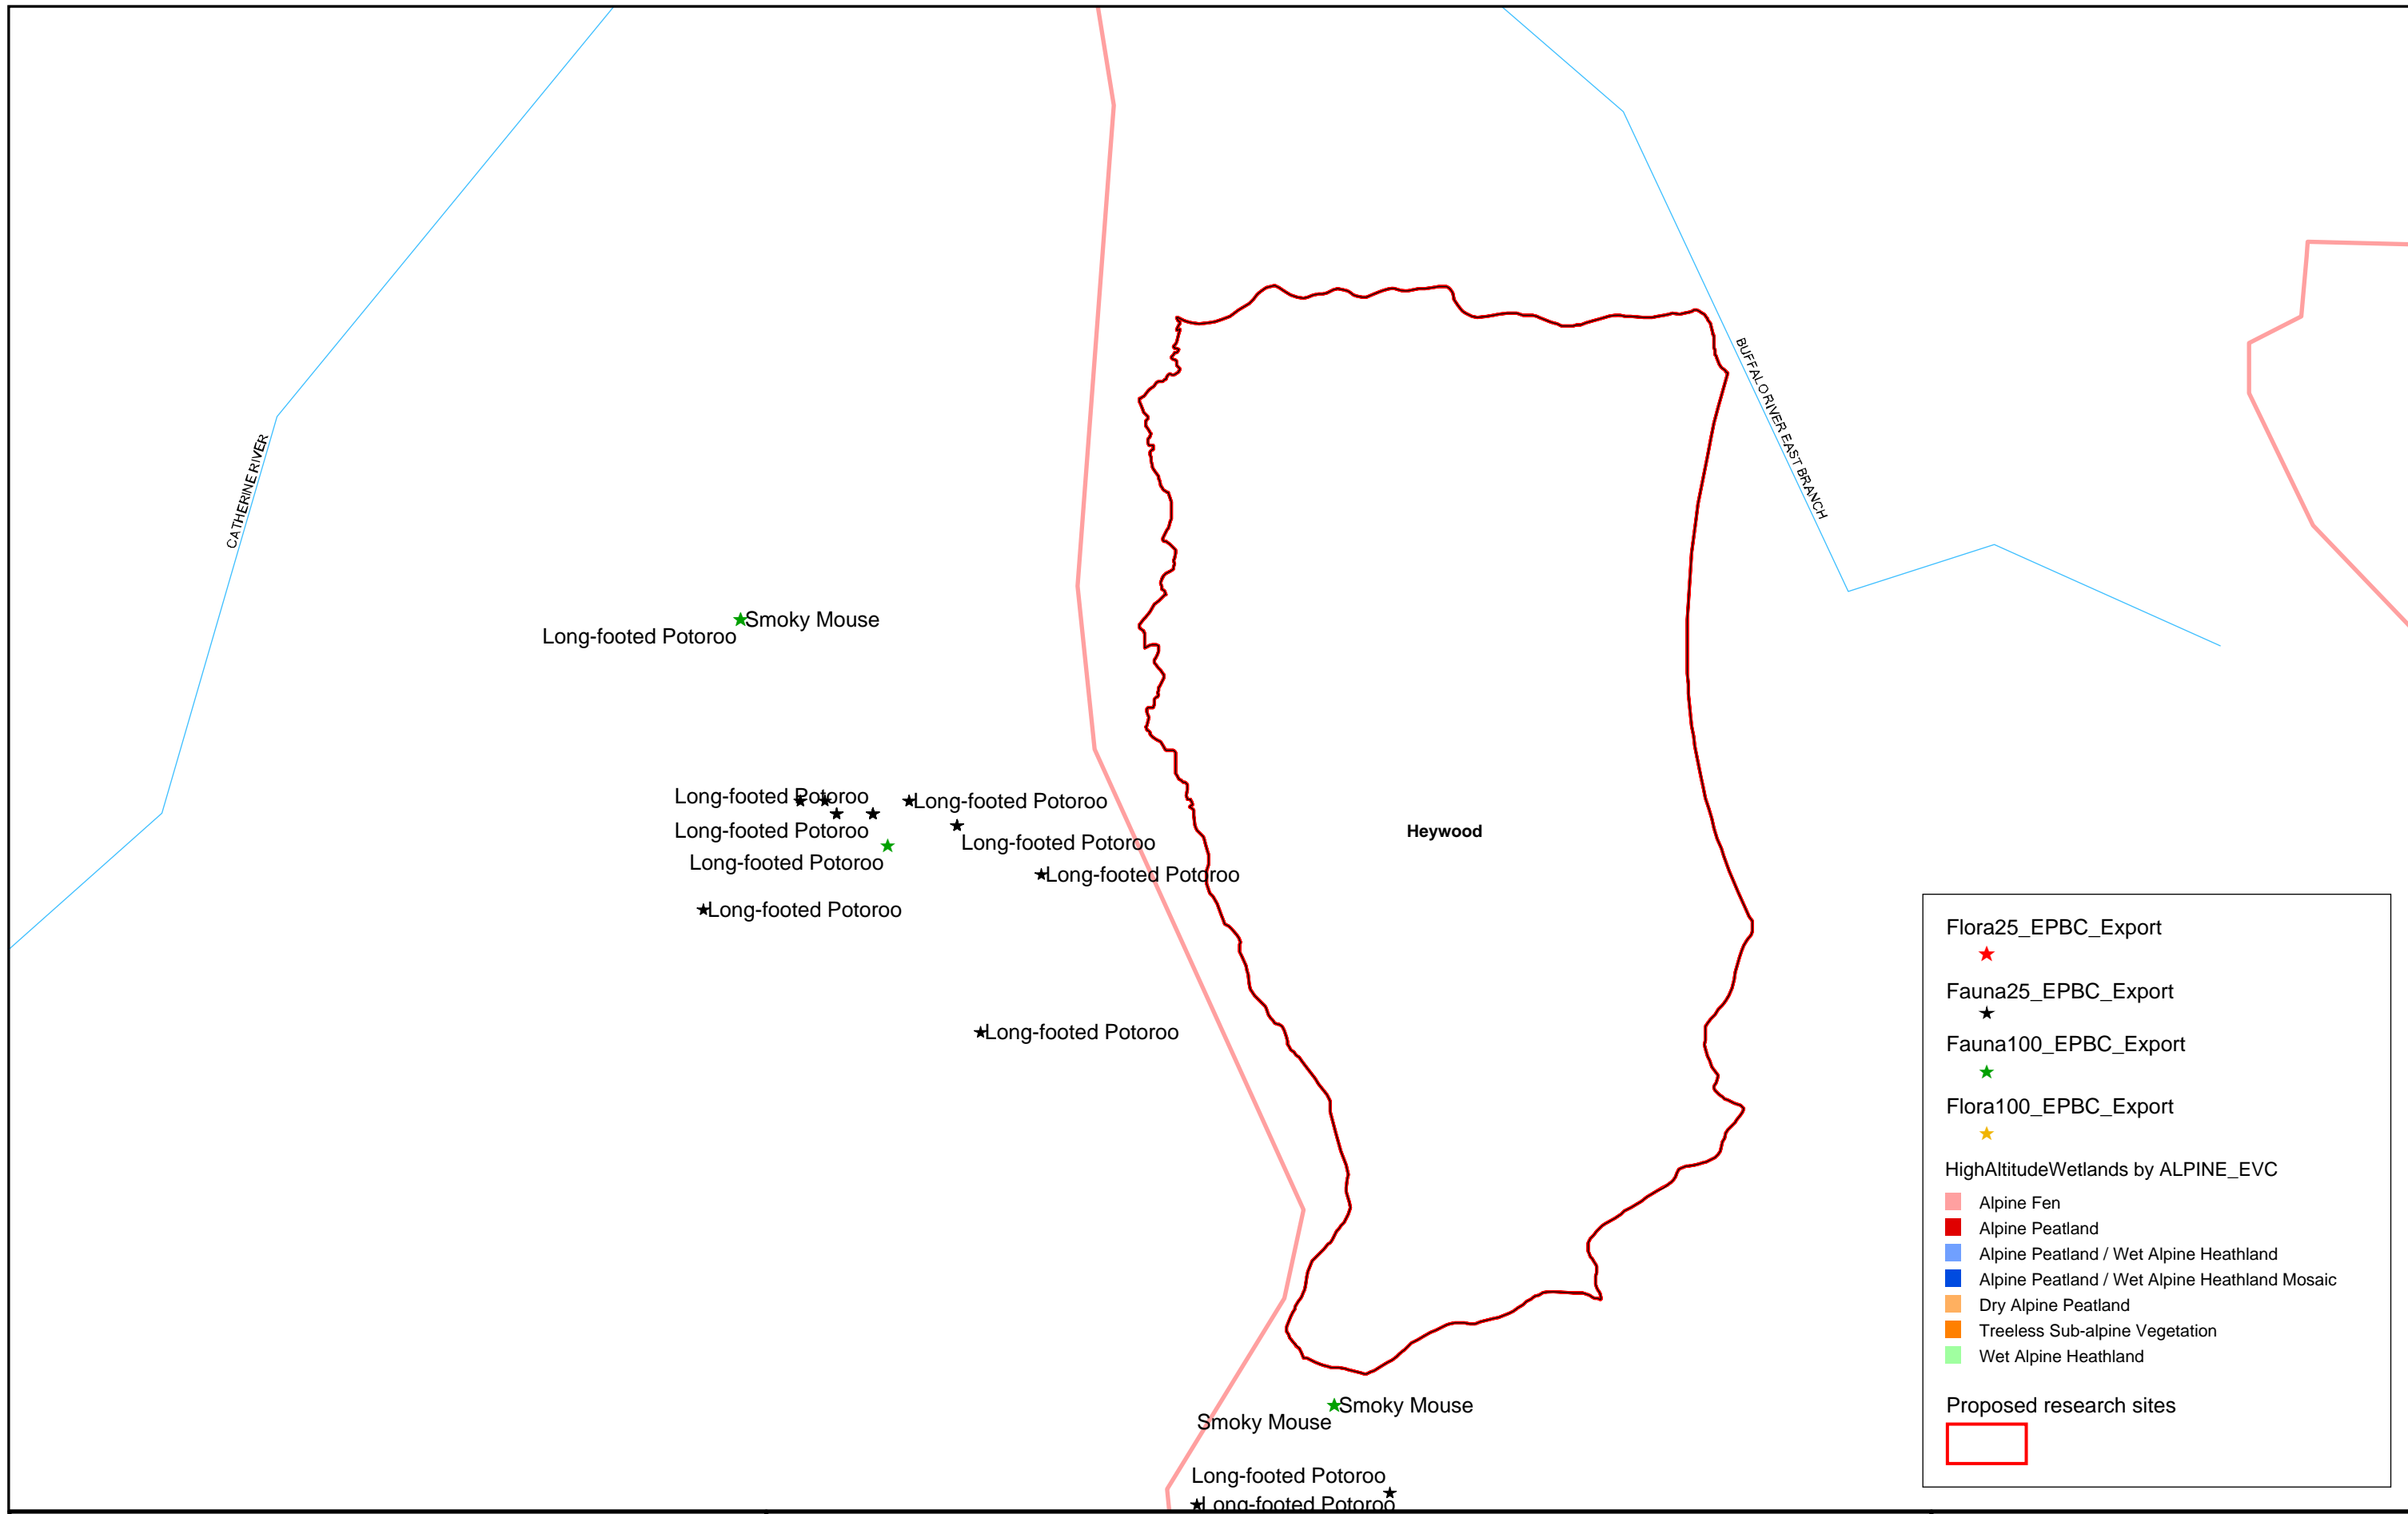 BUFFALO RIVER EAST BRANCH
CATHERINE RIVER
Smoky Mouse
Long-footed Potoroo
Long-footed Potoroo
Long-footed Potoroo
Long-footed Potoroo
Long-footed Potoroo
Long-footed Potoroo
Long-footed Potoroo
Long-footed Potoroo
Heywood
Long-footed Potoroo
Smoky Mouse
Smoky Mouse
Long-footed Potoroo
Long-footed Potoroo
Flora25_EPBC_Export
Fauna25_EPBC_Export
Fauna100_EPBC_Export
Flora100_EPBC_Export
HighAltitudeWetlands by ALPINE_EVC
Alpine Fen
Alpine Peatland
Alpine Peatland / Wet Alpine Heathland
Alpine Peatland / Wet Alpine Heathland Mosaic
Dry Alpine Peatland
Treeless Sub-alpine Vegetation
Wet Alpine Heathland
Proposed research sites